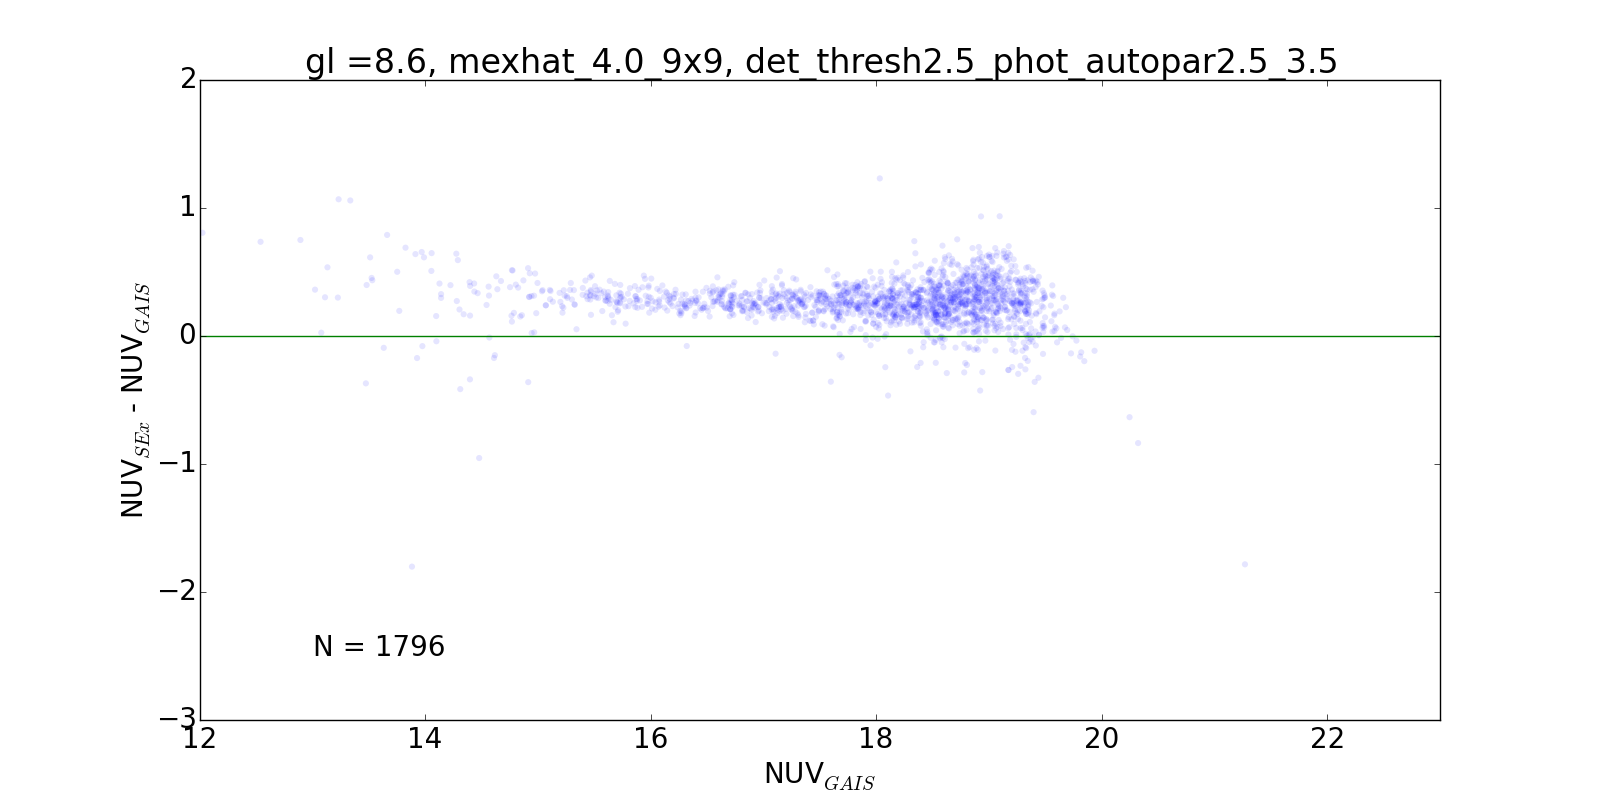 gl =8.6, mexhat_4.0_9x9, det_thresh2.5_phot_autopar2.5_3.5
2
1
0
−1
−2
−3
NUV_SEx - NUV_GAIS
N = 1796
12 14 16 18 20 22
NUV_GAIS